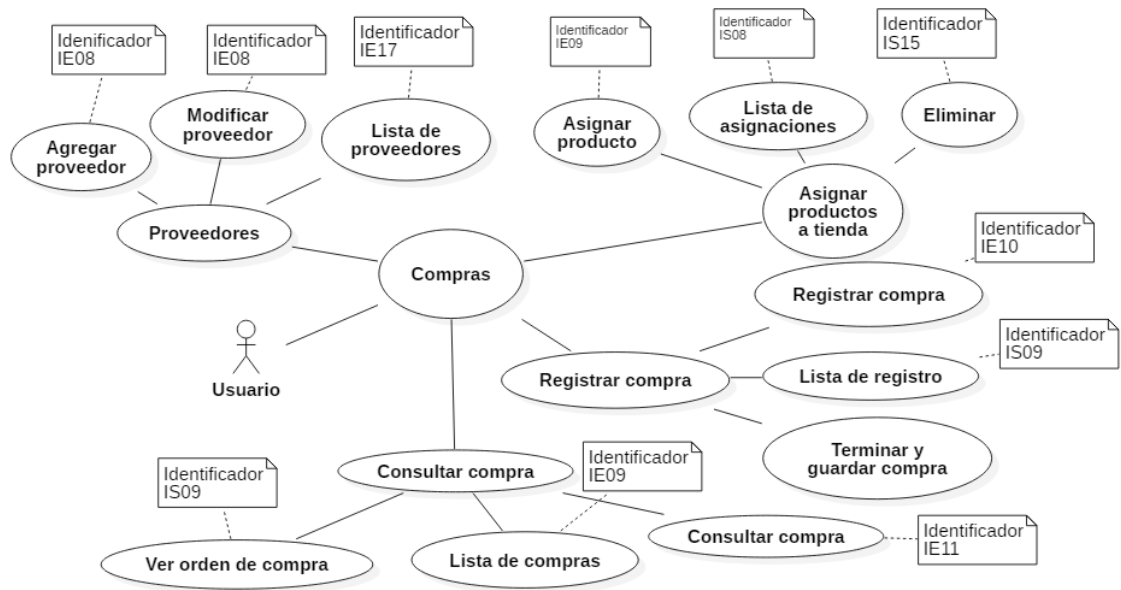 Idenificador
IE08
Identificador
IE08
Identificador
IE17
Identificador
IE09
Identificador
IS08
Identificador
IS15
Agregar
proveedor
Modificar
proveedor
Lista de
proveedores
Asignar
producto
Lista de
asignaciones
Eliminar
Proveedores
Asignar
productos
a tienda
Compras
Identificador
IE10
Registrar compra
Usuario
Registrar compra
Identificador
IS09
Lista de registro
Terminar y
guardar compra
Consultar compra
Identificador
IS09
Identificador
IE09
Ver orden de compra
Lista de compras
Consultar compra
Identificador
IE11